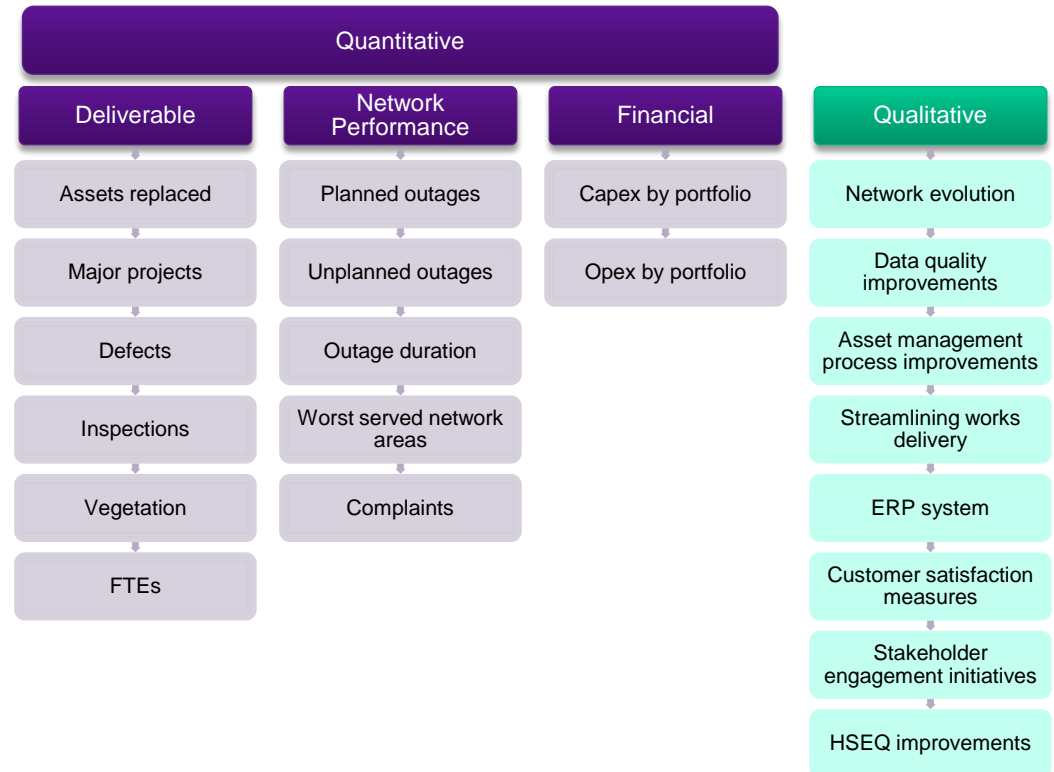 Quantitative
Deliverable
Assets replaced
Major projects
Defects
Inspections
Vegetation
FTEs
Network
Performance
Planned outages
Unplanned outages
Outage duration
Worst served network
areas
Complaints
Financial
Capex by portfolio
Opex by portfolio
Qualitative
Network evolution
Data quality
improvements
Asset management
process improvements
Streamlining works
delivery
ERP system
Customer satisfaction
measures
Stakeholder
engagement initiatives
HSEQ improvements